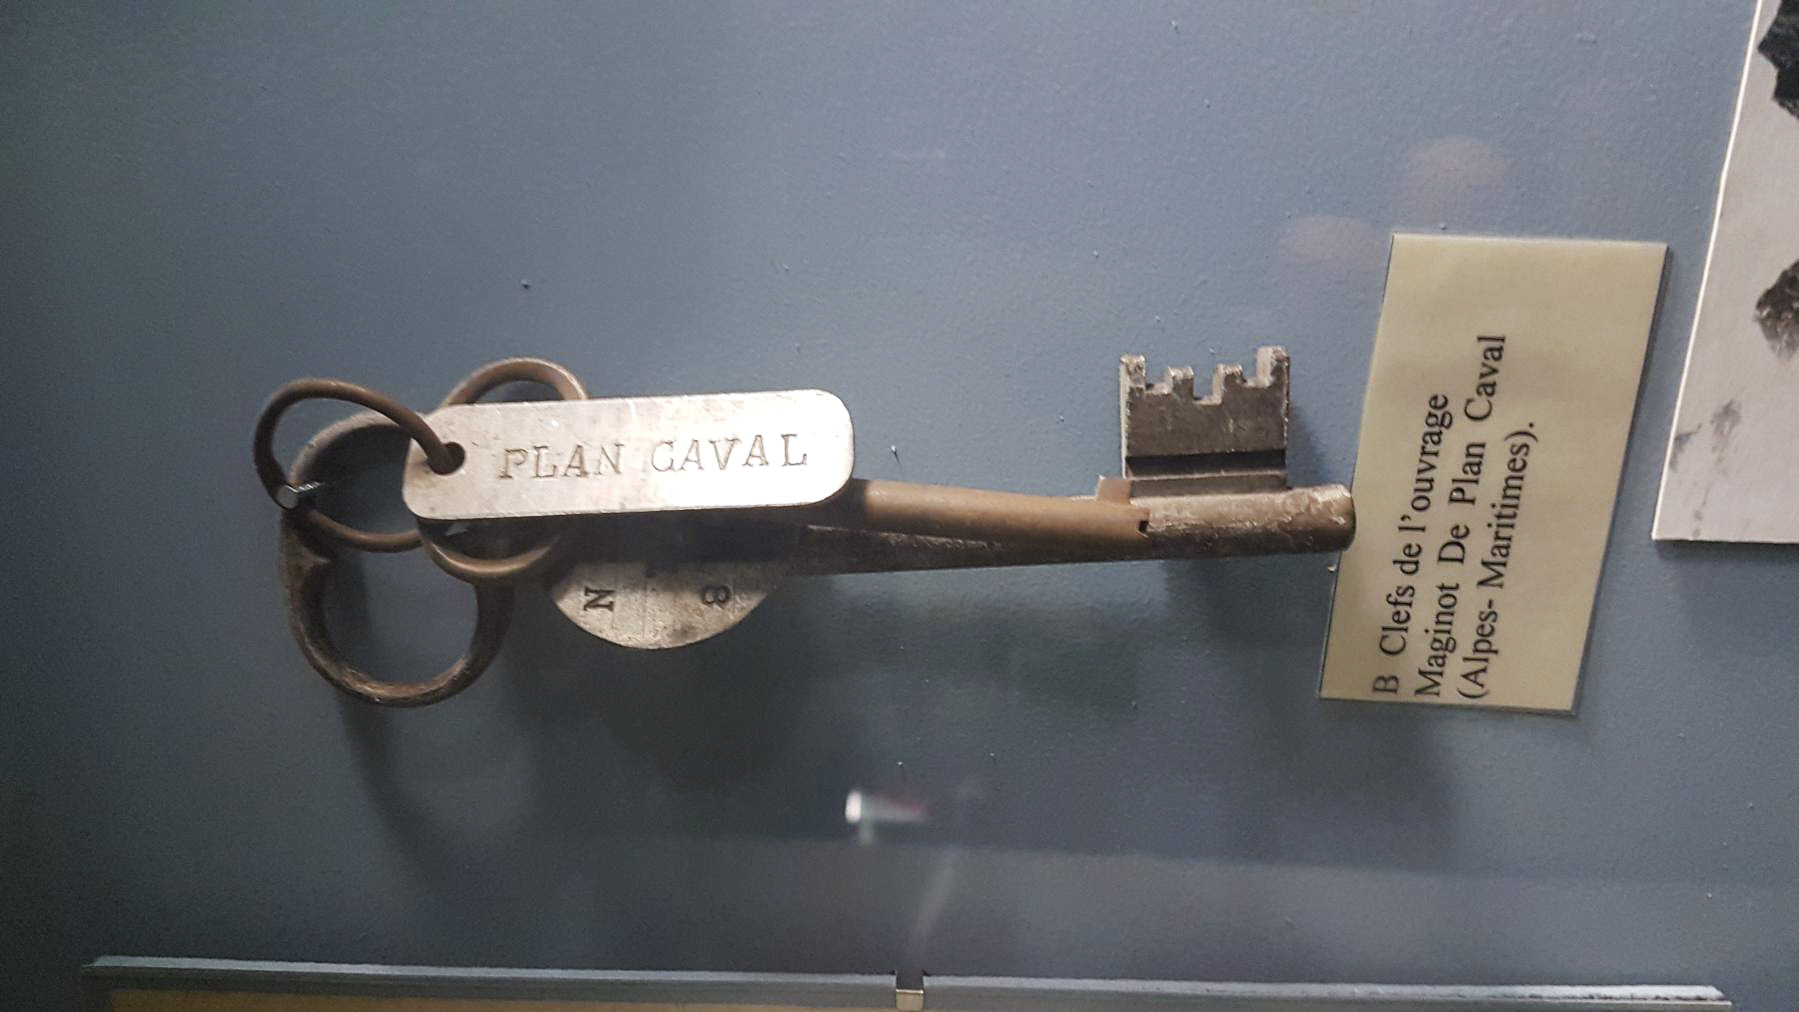 PLAN CAVAL
N 8
B Clefs de l'ouvrage
Maginot De Plan Caval
(Alpes- Maritimes).